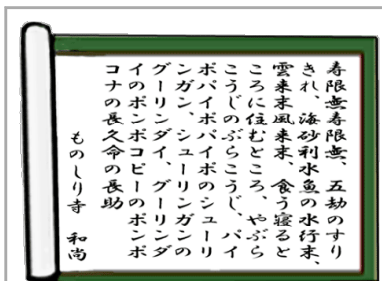 寿限無寿限無、五劫のすり
きれ、海砂利水魚の水行末、
雲来末風来末、食う寝ると
ころに住むところ、やぶら
こうじのぶらこうじ、パイ
ポパイポパイポのシューリ
ンガン、シューリンガンの
グーリンダイ、グーリンダ
イのポンポコピーのポンポ
コナの長久命の長助
ものしり寺 和尚